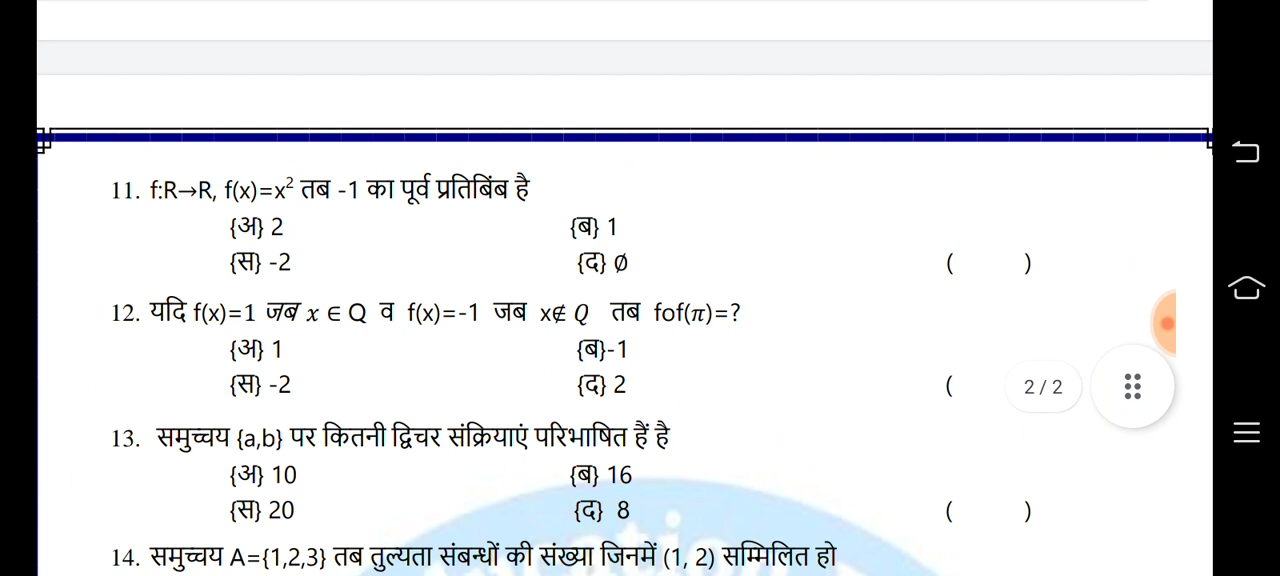 11. f:R→R, f(x)=x² तब -1 का पूर्व प्रतिबिंब है
{अ} 2 {ब} 1
{स} -2 {द} ∅ ( )
12. यदि f(x)=1 जब x ∈ Q व f(x)=-1 जब x∉ Q तब fof(π)=?
{अ} 1 {ब}-1
{स} -2 {द} 2 (
2 / 2
13. समुच्चय {a,b} पर कितनी द्विचर संक्रियाएं परिभाषित हैं है
{अ} 10 {ब} 16
{स} 20 {द} 8 ( )
14. समुच्चय A={1,2,3} तब तुल्यता संबन्धों की संख्या जिनमें (1, 2) सम्मिलित हो